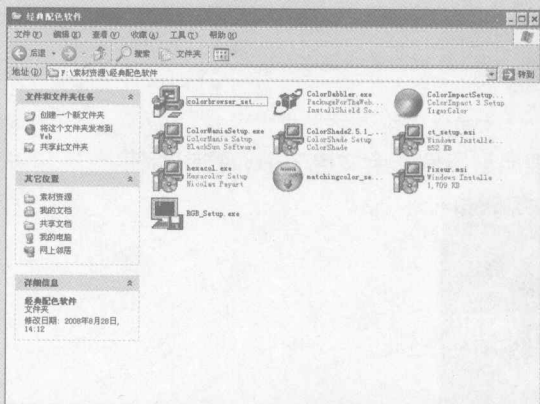 经典配色软件
文件(F) 编辑(E) 查看(V) 收藏(A) 工具(T) 帮助(H)
后退 搜索 文件夹
地址(D) F:\素材资源\经典配色软件 转到
文件和文件夹任务
创建一个新文件夹
将这个文件夹发布到
Web
共享此文件夹
其它位置
素材资源
我的文档
共享文档
我的电脑
网上邻居
详细信息
经典配色软件
文件夹
修改日期: 2008年8月28日,
14:12
colorbrowser_set...
ColorDabbler.exe
PackageForTheWeb...
InstallShield So...
ColorImpactSetup...
ColorImpact 3 Setup
TigerColor
ColorManiaSetup.exe
ColorMania Setup
BlackSun Software
ColorShade2.5.1_...
ColorShade Setup
ColorShade
ct_setup.msi
Windows Installe...
852 KB
hexacol.exe
Hexacolor Setup
Nicolas Payart
matchingcolor_se...
Pixeur.msi
Windows Installe...
1,709 KB
RGB_Setup.exe